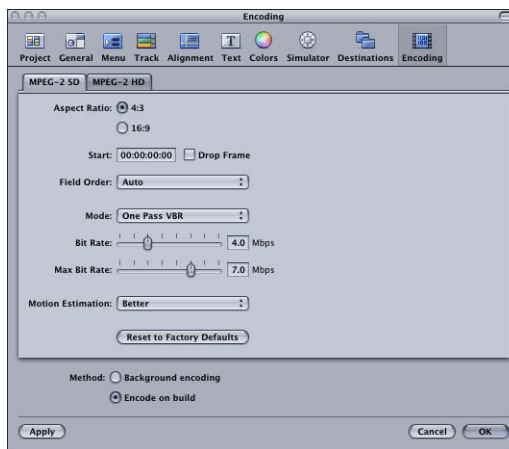 Encoding
Project General Menu Track Alignment Text Colors Simulator Destinations Encoding
MPEG-2 SD MPEG-2 HD
Aspect Ratio: 4:3
16:9
Start: 00:00:00:00 Drop Frame
Field Order: Auto
Mode: One Pass VBR
Bit Rate: 4.0 Mbps
Max Bit Rate: 7.0 Mbps
Motion Estimation: Better
Reset to Factory Defaults
Method: Background encoding
Encode on build
Apply Cancel OK